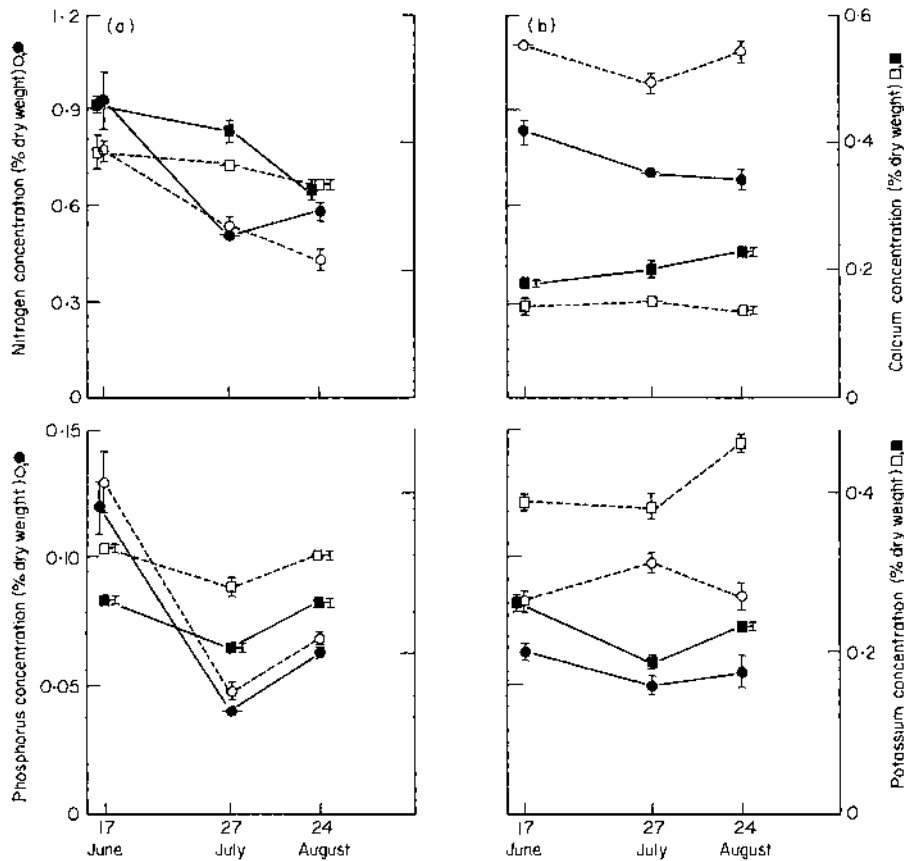 (a)
(b)
Nitrogen concentration (% dry weight) ○,●
1.2
0.9
0.6
0.3
0
0.6
0.4
0.2
0
Calcium concentration (% dry weight) □,■
Phosphorus concentration (% dry weight) ○,●
0.15
0.10
0.05
0
0.4
0.2
0
Potassium concentration (% dry weight) □,■
17 27 24
June July August
17 27 24
June July August